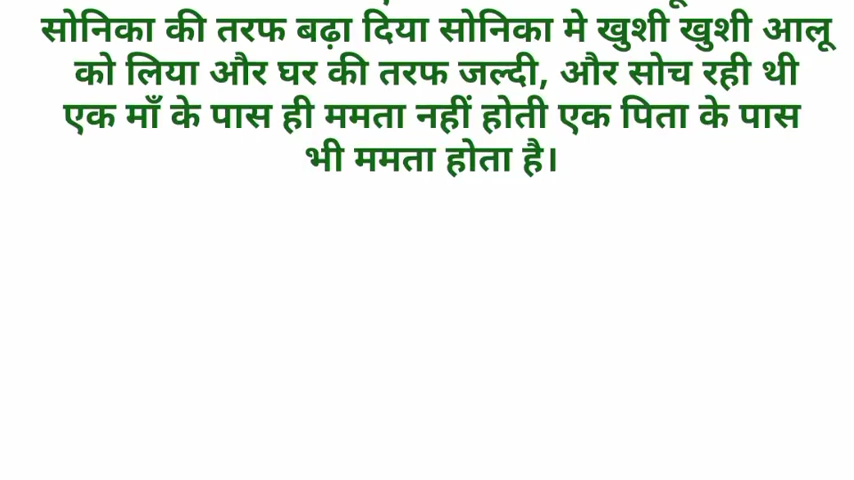 सोनिका की तरफ बढ़ा दिया सोनिका मे खुशी खुशी आलू
को लिया और घर की तरफ जल्दी, और सोच रही थी
एक माँ के पास ही ममता नहीं होती एक पिता के पास
भी ममता होता है।